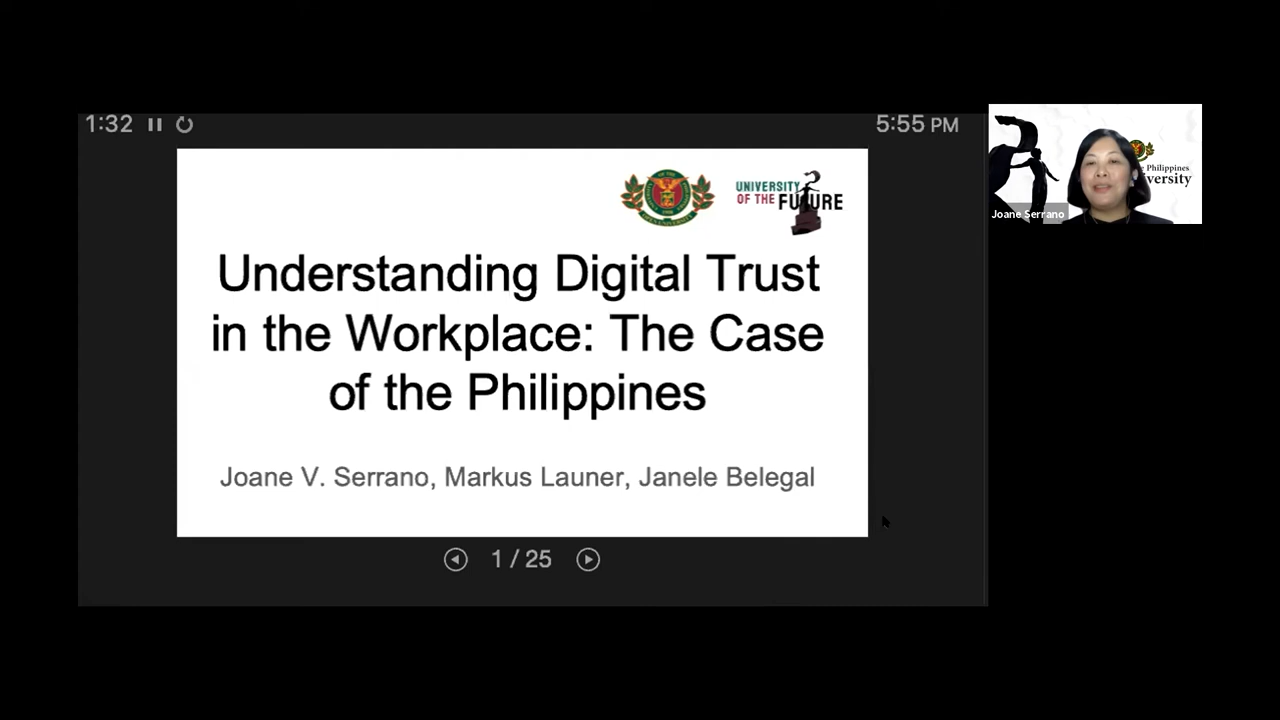 1:32
5:55 PM
UNIVERSITY
OF THE FUTURE
Understanding Digital Trust
in the Workplace: The Case
of the Philippines
Joane V. Serrano, Markus Launer, Janele Belegal
1 / 25
Philippines
Joane Serrano